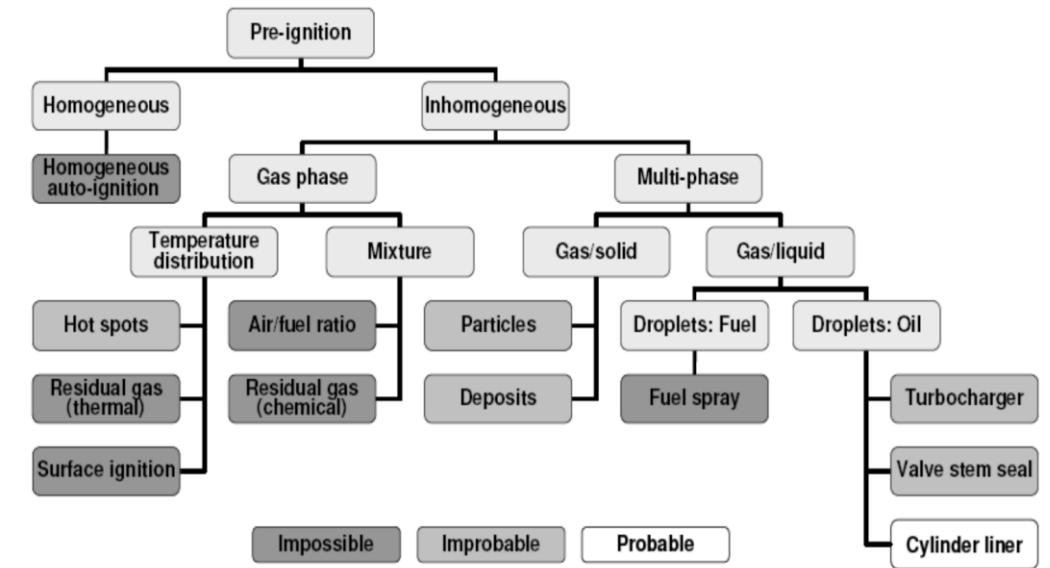 Pre-ignition
Homogeneous
Inhomogeneous
Homogeneous
auto-ignition
Gas phase
Multi-phase
Temperature
distribution
Mixture
Gas/solid
Gas/liquid
Hot spots
Air/fuel ratio
Particles
Droplets: Fuel
Droplets: Oil
Residual gas
(thermal)
Residual gas
(chemical)
Deposits
Fuel spray
Turbocharger
Surface ignition
Valve stem seal
Impossible
Improbable
Probable
Cylinder liner